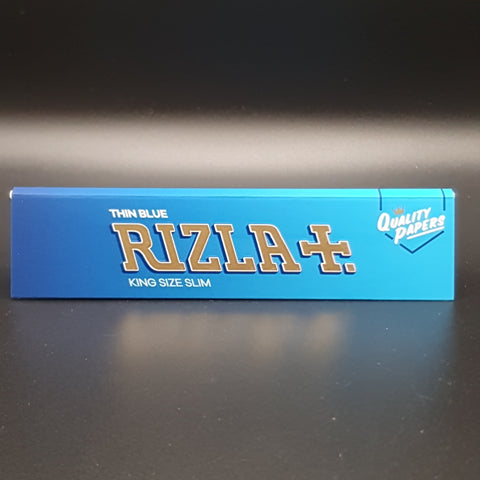 THIN BLUE
RIZLA+.
KING SIZE SLIM
QUALITY
PAPERS